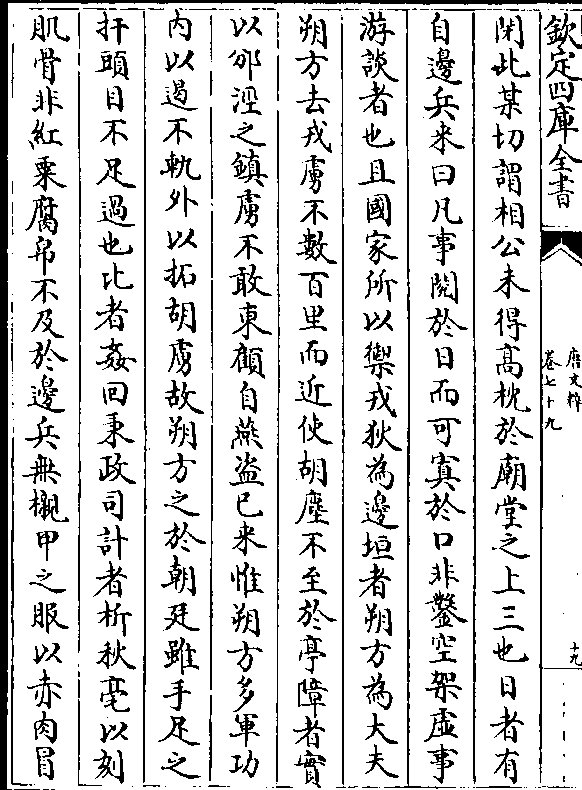 欽定四庫全書
唐文粹
卷七十九
十九
閑此某切謂相公未得髙枕於廟堂之上三也日者有
自邊兵来曰凡事閱於日而可寘於口非鑿空架虚事
游談者也且國家所以禦戎狄為邊垣者朔方為大夫
朔方去戎虜不數百里而近使胡塵不至於亭障者實
以邠涇之鎮虜不敢東顧自燕盗已来惟朔方多軍功
内以遏不軌外以拓胡虜故朔方之於朝廷雖手足之
扞頭目不足過也比者姦回秉政司計者析秋毫以刻
肌骨非紅粟腐帛不及於邊兵無櫬甲之服以赤肉冒